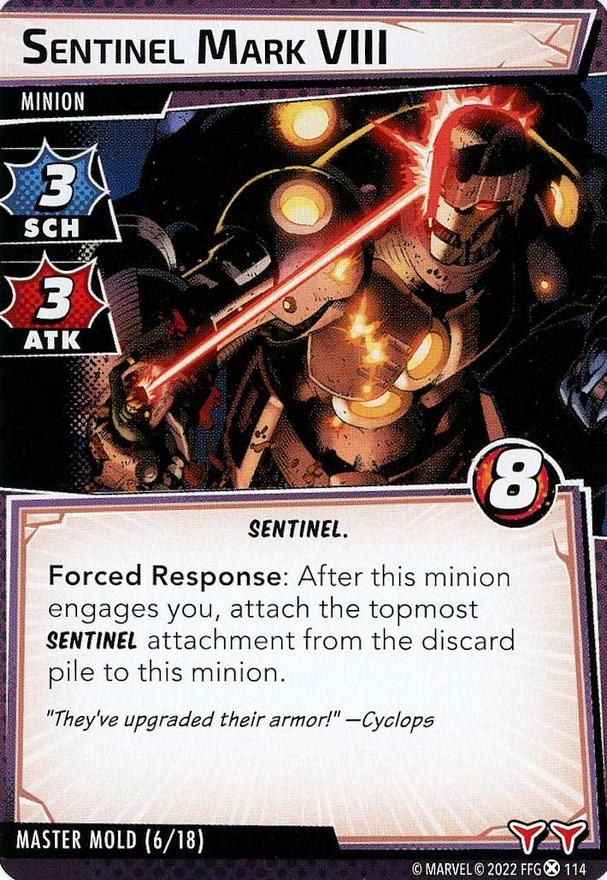 SENTINEL MARK VIII
MINION
3
SCH
3
ATK
8
SENTINEL.
Forced Response: After this minion
engages you, attach the topmost
SENTINEL attachment from the discard
pile to this minion.
"They've upgraded their armor!" —Cyclops
MASTER MOLD (6/18)
© MARVEL © 2022 FFG 114